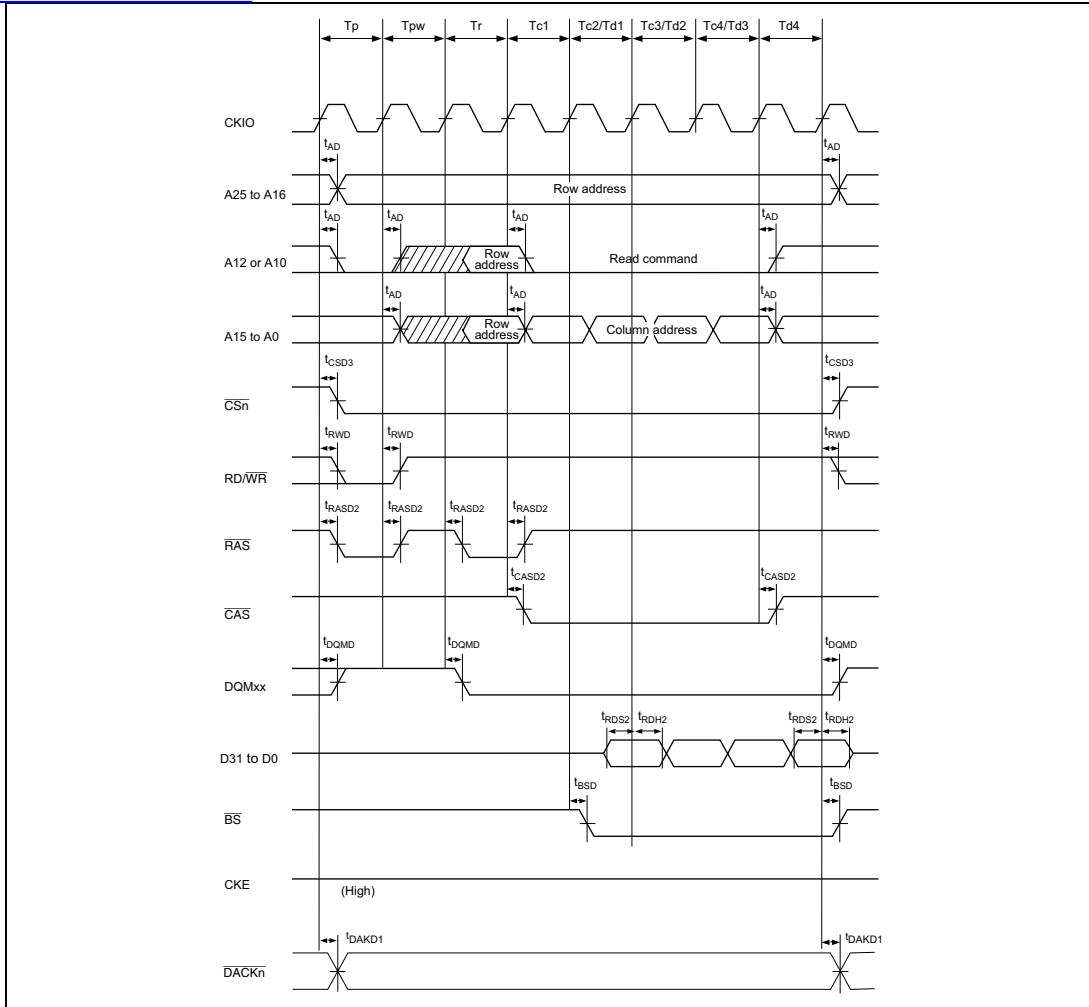 Tp Tpw Tr Tc1 Tc2/Td1 Tc3/Td2 Tc4/Td3 Td4
CKIO
tAD tAD
A25 to A16 Row address
tAD tAD tAD tAD
A12 or A10 Row address Read command
tAD tAD tAD
A15 to A0 Row address Column address
tCSD3 tCSD3
CSn
tRWD tRWD tRWD
RD/WR
tRASD2 tRASD2 tRASD2 tRASD2
RAS
tCASD2 tCASD2
CAS
tDQMD tDQMD tDQMD
DQMxx
tRDS2 tRDH2 tRDS2 tRDH2
D31 to D0
tBSD tBSD
BS
CKE (High)
tDAKD1 tDAKD1
DACKn